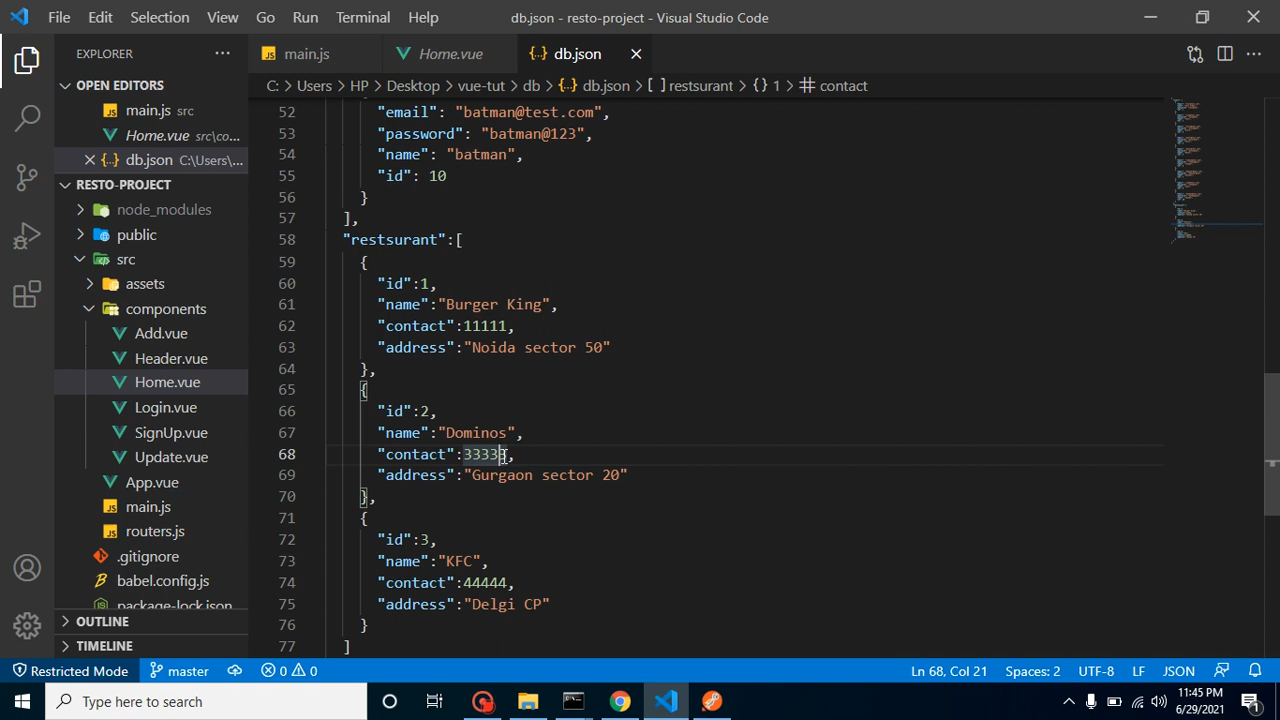 File Edit Selection View Go Run Terminal Help db.json - resto-project - Visual Studio Code
EXPLORER
main.js Home.vue db.json
C: > Users > HP > Desktop > vue-tut > db > {..} db.json > [ ] restsurant > {} 1 > # contact
OPEN EDITORS
main.js src
Home.vue src\co...
db.json C:\Users\...
RESTO-PROJECT
node_modules
public
src
assets
components
Add.vue
Header.vue
Home.vue
Login.vue
SignUp.vue
Update.vue
App.vue
main.js
routers.js
.gitignore
babel.config.js
package-lock.json
OUTLINE
TIMELINE
52 "email": "batman@test.com",
53 "password": "batman@123",
54 "name": "batman",
55 "id": 10
56 }
57 ],
58 "restsurant":[
59 {
60 "id":1,
61 "name":"Burger King",
62 "contact":11111,
63 "address":"Noida sector 50"
64 },
65 {
66 "id":2,
67 "name":"Dominos",
68 "contact":33333,
69 "address":"Gurgaon sector 20"
70 },
71 {
72 "id":3,
73 "name":"KFC",
74 "contact":44444,
75 "address":"Delgi CP"
76 }
77 ]
Restricted Mode master 0 0 Ln 68, Col 21 Spaces: 2 UTF-8 LF JSON
Type here to search
11:45 PM
6/29/2021
1